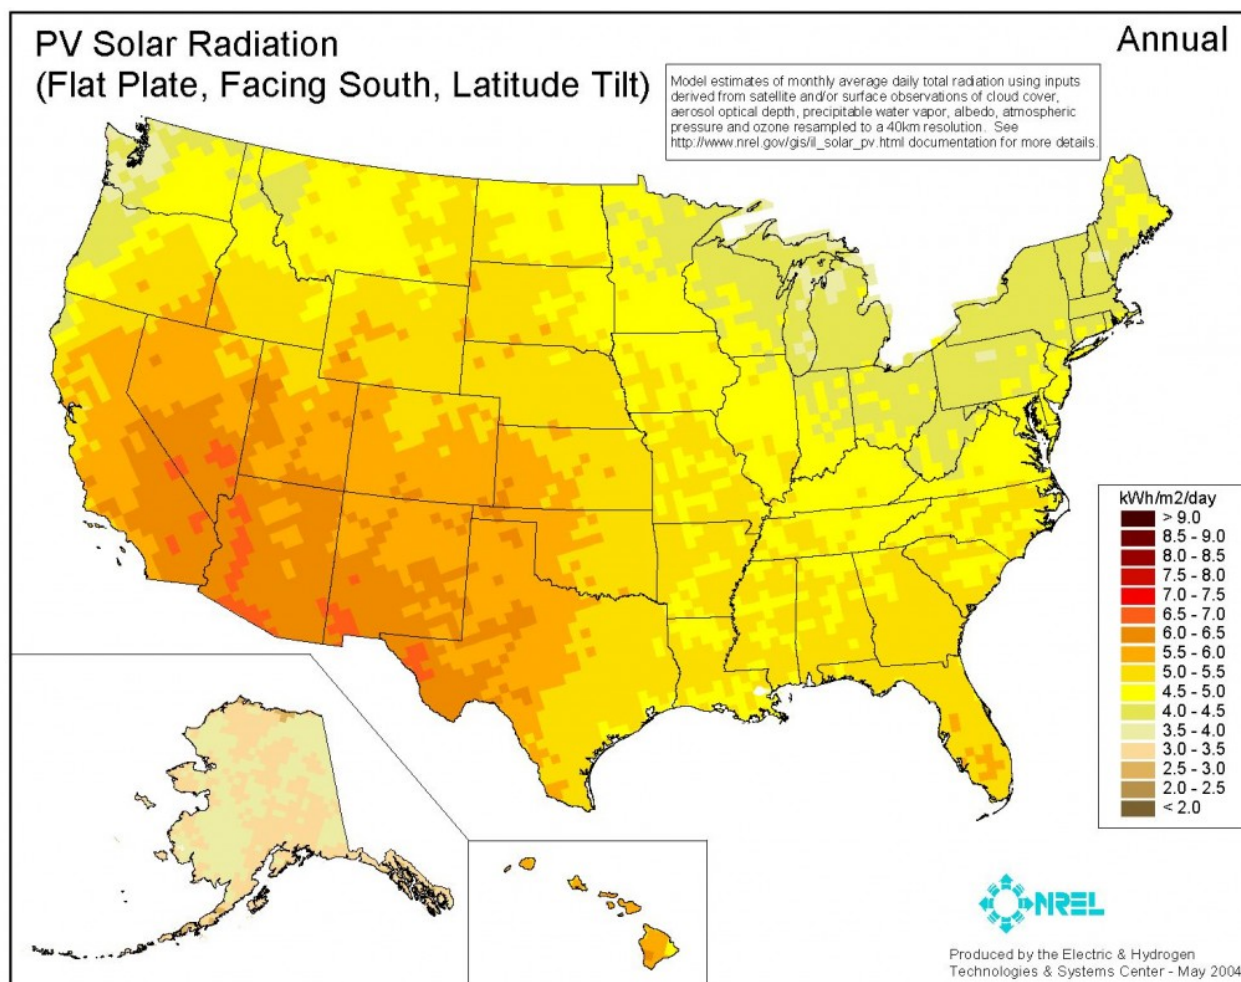 PV Solar Radiation
(Flat Plate, Facing South, Latitude Tilt)
Annual
Model estimates of monthly average daily total radiation using inputs
derived from satellite and/or surface observations of cloud cover,
aerosol optical depth, precipitable water vapor, albedo, atmospheric
pressure and ozone resampled to a 40km resolution. See
http://www.nrel.gov/gis/il_solar_pv.html documentation for more details.
kWh/m2/day
> 9.0
8.5 - 9.0
8.0 - 8.5
7.5 - 8.0
7.0 - 7.5
6.5 - 7.0
6.0 - 6.5
5.5 - 6.0
5.0 - 5.5
4.5 - 5.0
4.0 - 4.5
3.5 - 4.0
3.0 - 3.5
2.5 - 3.0
2.0 - 2.5
< 2.0
NREL
Produced by the Electric & Hydrogen
Technologies & Systems Center - May 2004